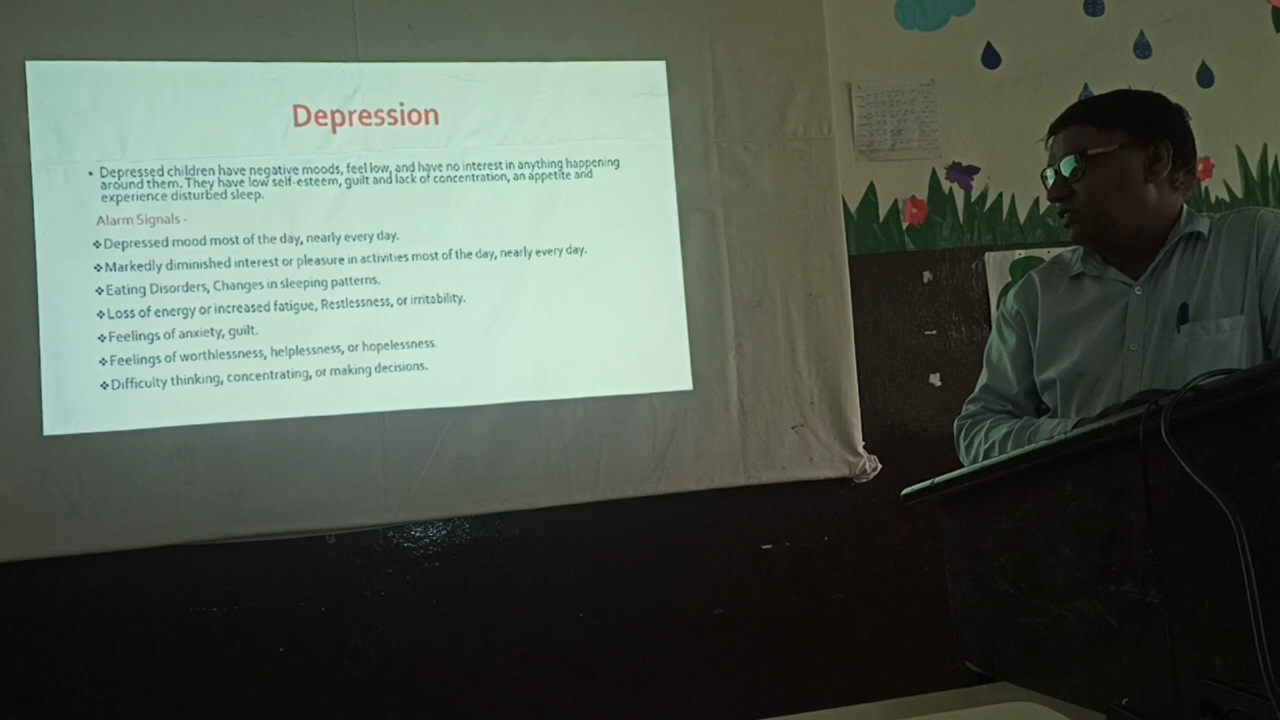 Depression
• Depressed children have negative moods, feel low, and have no interest in anything happening
around them. They have low self-esteem, guilt and lack of concentration, an appetite and
experience disturbed sleep.
Alarm Signals -
❖Depressed mood most of the day, nearly every day.
❖Markedly diminished interest or pleasure in activities most of the day, nearly every day.
❖Eating Disorders, Changes in sleeping patterns.
❖Loss of energy or increased fatigue, Restlessness, or irritability.
❖Feelings of anxiety, guilt.
❖Feelings of worthlessness, helplessness, or hopelessness.
❖Difficulty thinking, concentrating, or making decisions.